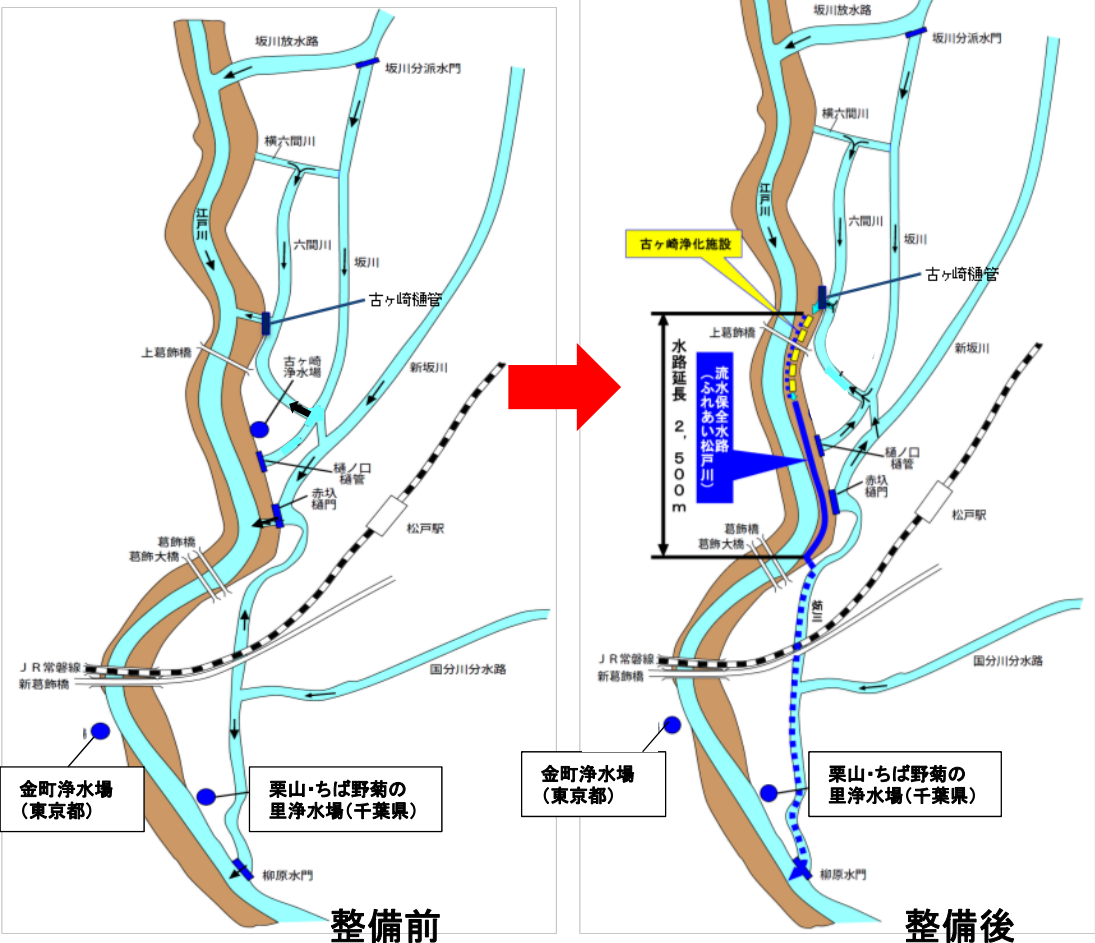 坂川放水路
坂川分派水門
横六間川
江戸川
六間川
坂川
古ヶ崎樋管
上葛飾橋
古ヶ崎
浄水場
新坂川
樋ノ口
樋管
赤圦
樋門
松戸駅
葛飾橋
葛飾大橋
JR常磐線
新葛飾橋
国分川分水路
金町浄水場
（東京都）
栗山・ちば野菊の
里浄水場（千葉県）
柳原水門
整備前
坂川放水路
坂川分派水門
横六間川
江戸川
六間川
坂川
古ヶ崎浄化施設
古ヶ崎樋管
上葛飾橋
水路延長 2,500m
流水保全水路
（ふれあい松戸川）
新坂川
樋ノ口
樋管
赤圦
樋門
松戸駅
葛飾橋
葛飾大橋
JR常磐線
新葛飾橋
国分川分水路
金町浄水場
（東京都）
栗山・ちば野菊の
里浄水場（千葉県）
柳原水門
整備後